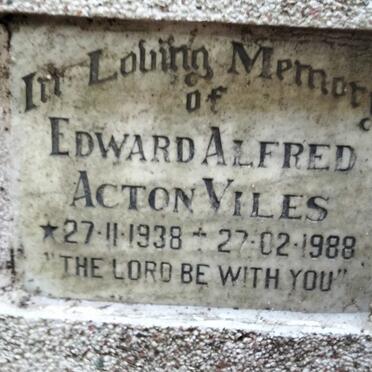 In Loving Memory
of
EDWARD ALFRED
ACTON VILES
★27·11·1938 + 27·02·1988
"THE LORD BE WITH YOU"